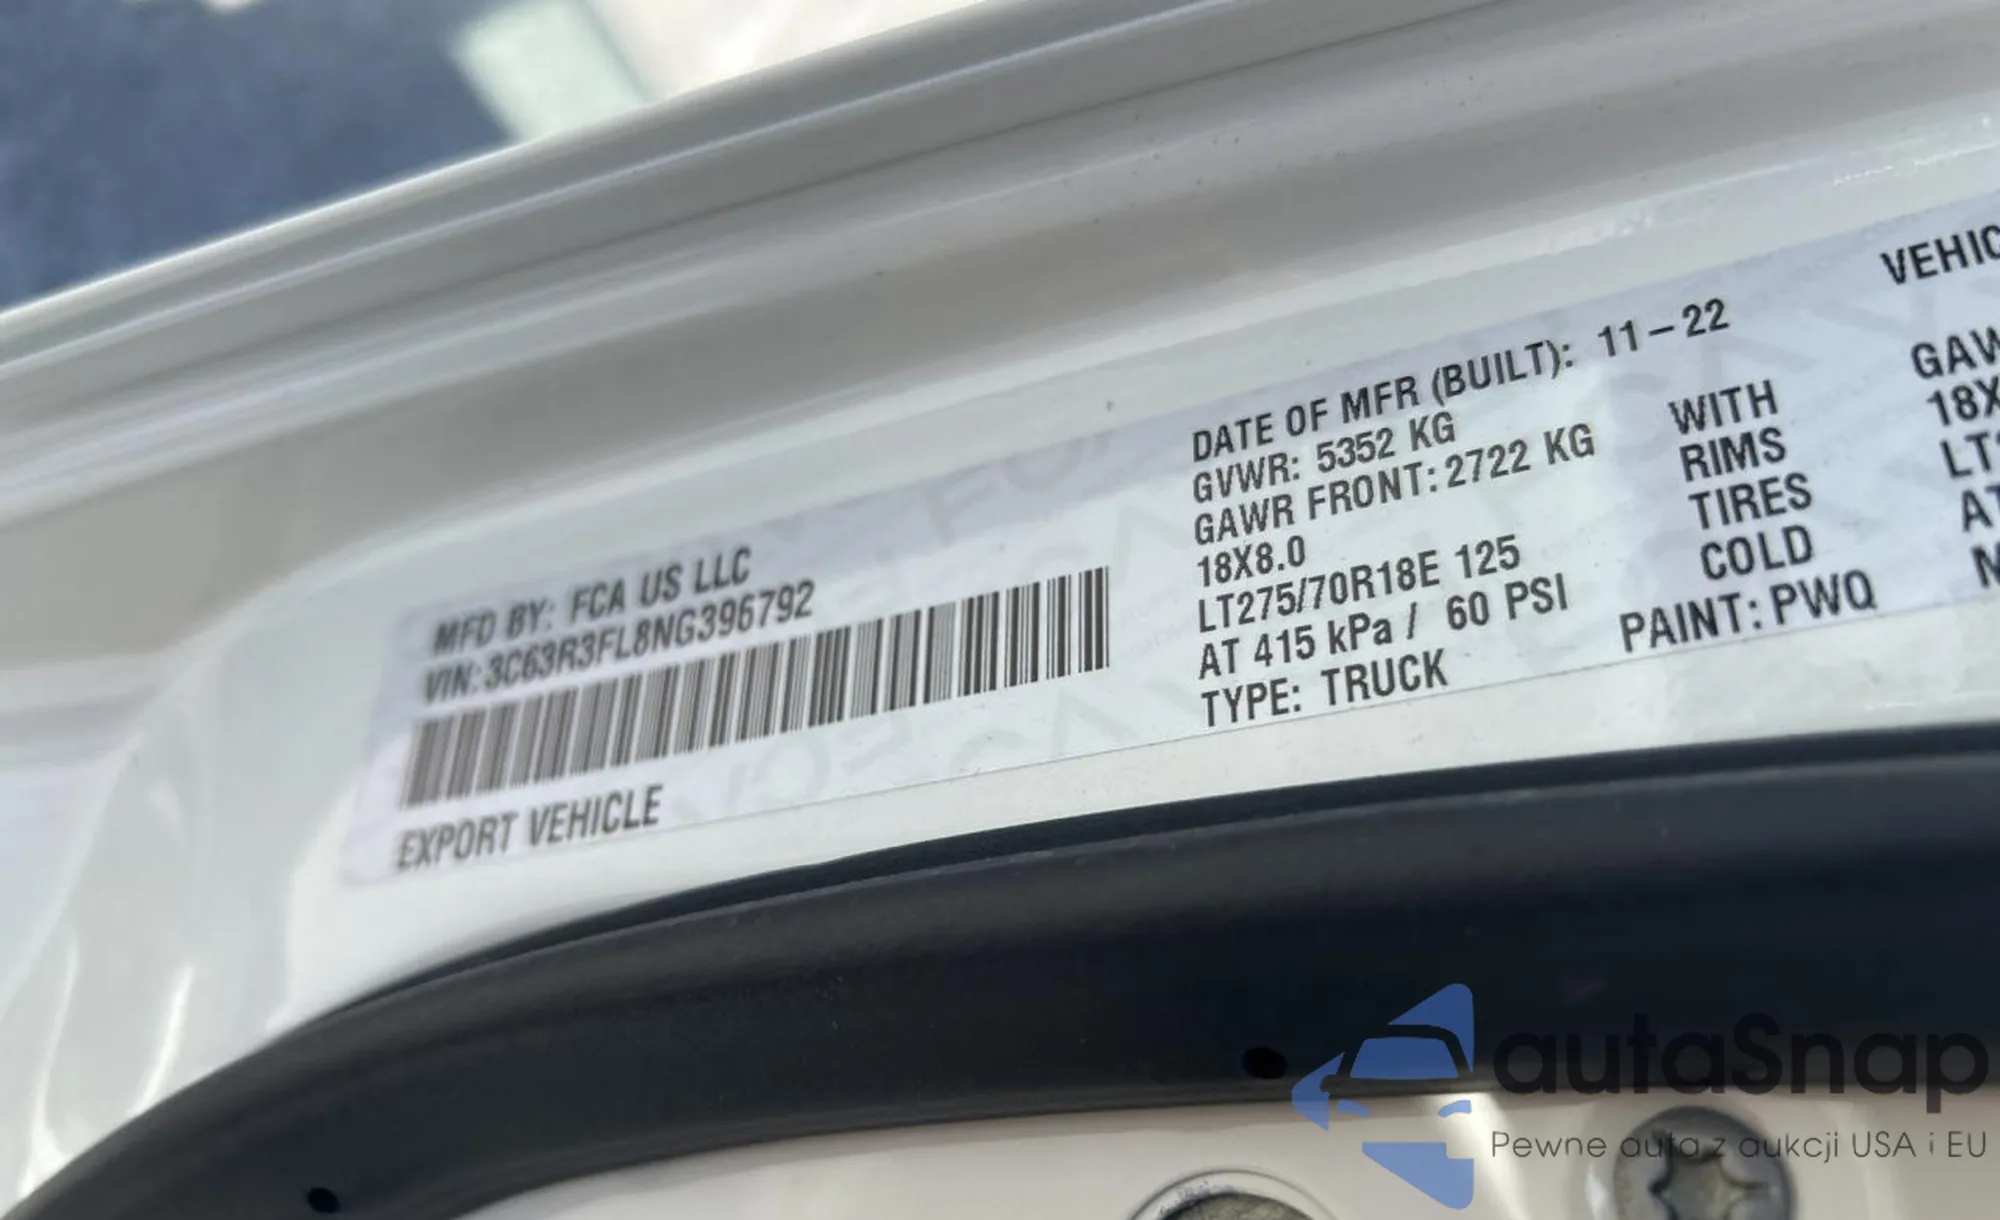 MFD BY: FCA US LLC
VIN: 3C63R3FL8NG396792
EXPORT VEHICLE
DATE OF MFR (BUILT): 11-22
GVWR: 5352 KG
GAWR FRONT: 2722 KG WITH
18X8.0 RIMS
LT275/70R18E 125 TIRES
AT 415 kPa / 60 PSI COLD
TYPE: TRUCK PAINT: PWQ
VEHIC
GAW
18X
LT
AT
autaSnap
Pewne auta z aukcji USA i EU